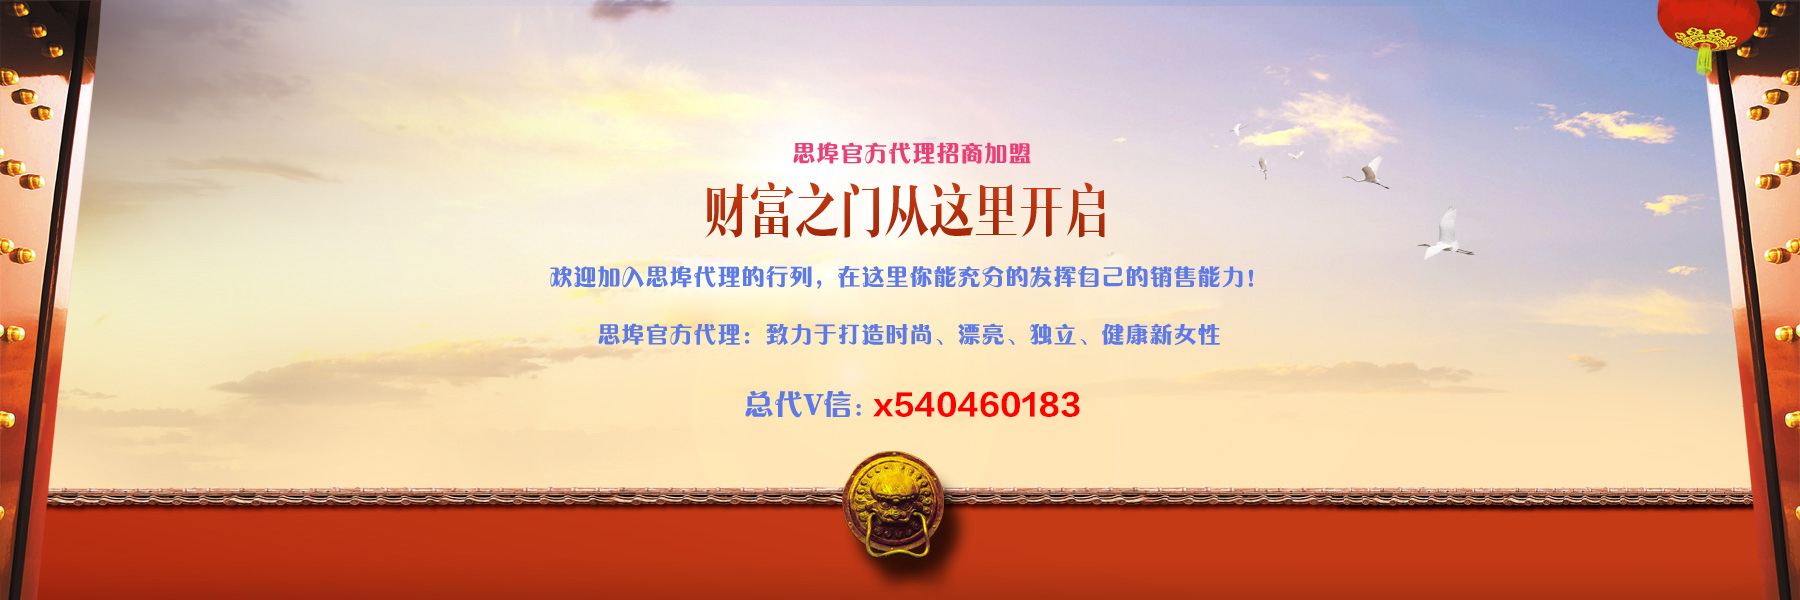 思埠官方代理招商加盟
财富之门从这里开启
欢迎加入思埠代理的行列，在这里你能充分的发挥自己的销售能力！
思埠官方代理：致力于打造时尚、漂亮、独立、健康新女性
总代V信：x540460183